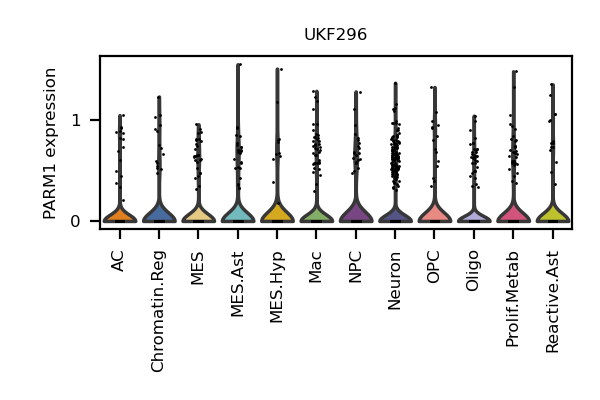 UKF296
PARM1 expression
1
0
AC
Chromatin.Reg
MES
MES.Ast
MES.Hyp
Mac
NPC
Neuron
OPC
Oligo
Prolif.Metab
Reactive.Ast